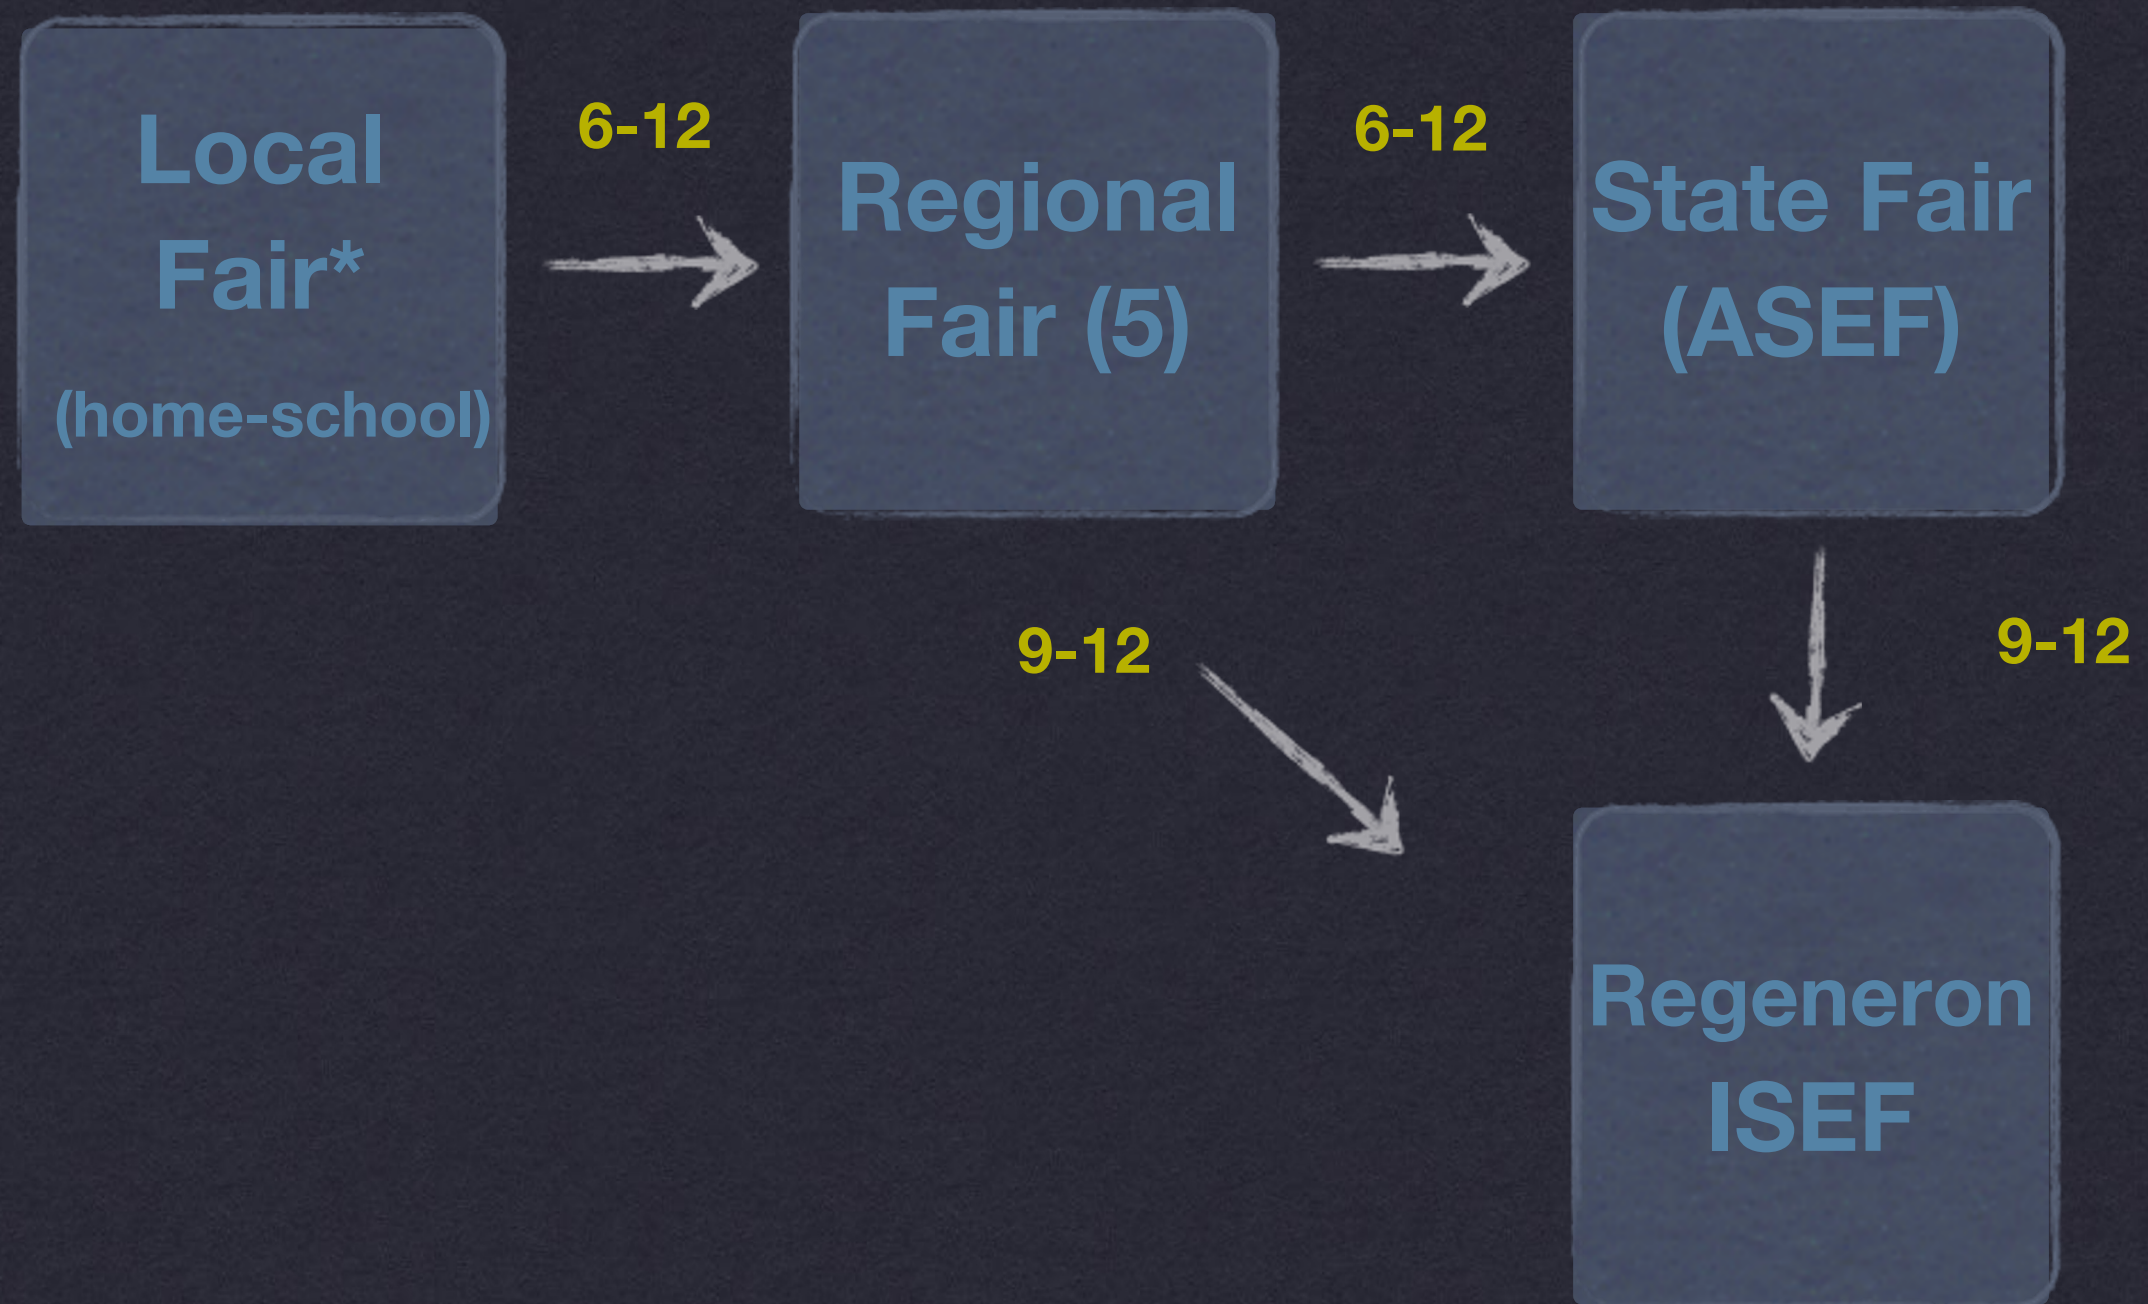 Local
Fair*
(home-school)
6-12
Regional
Fair (5)
6-12
State Fair
(ASEF)
9-12
9-12
Regeneron
ISEF